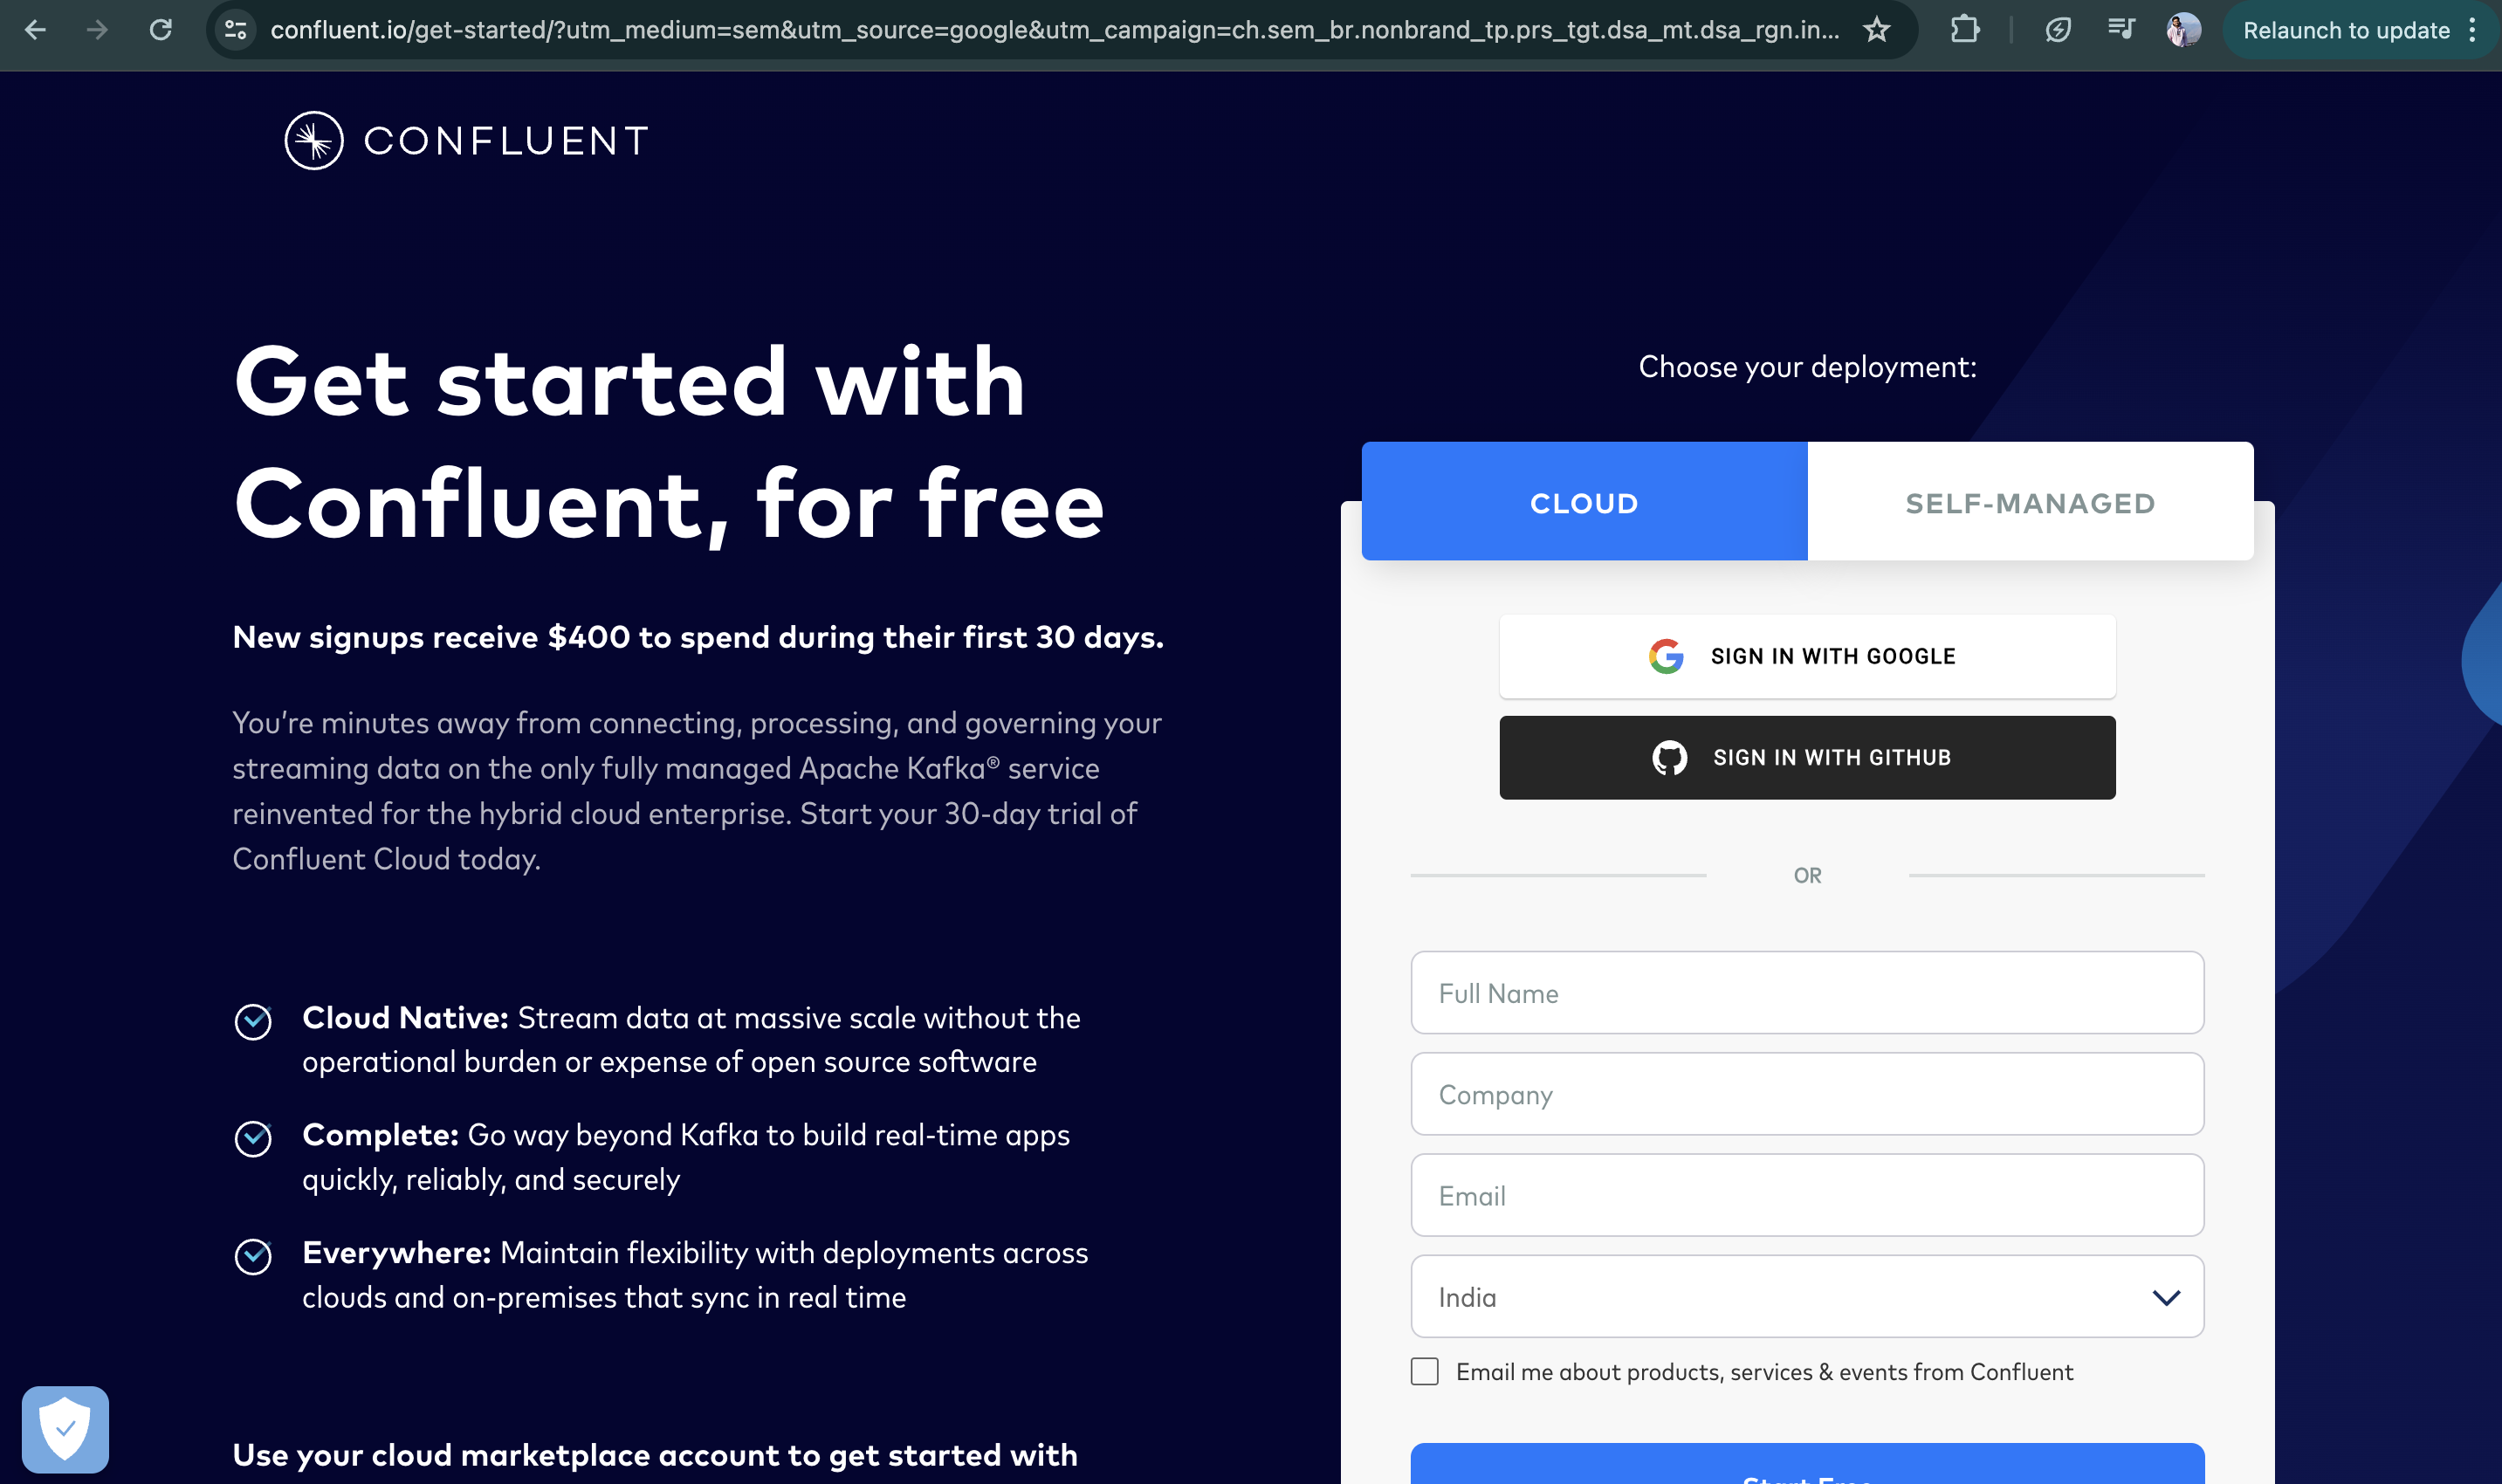 confluent.io/get-started/?utm_medium=sem&utm_source=google&utm_campaign=ch.sem_br.nonbrand_tp.prs_tgt.dsa_mt.dsa_rgn.in...
Relaunch to update
CONFLUENT
Get started with
Confluent, for free
New signups receive $400 to spend during their first 30 days.
You're minutes away from connecting, processing, and governing your
streaming data on the only fully managed Apache Kafka® service
reinvented for the hybrid cloud enterprise. Start your 30-day trial of
Confluent Cloud today.
Cloud Native: Stream data at massive scale without the
operational burden or expense of open source software
Complete: Go way beyond Kafka to build real-time apps
quickly, reliably, and securely
Everywhere: Maintain flexibility with deployments across
clouds and on-premises that sync in real time
Use your cloud marketplace account to get started with
Choose your deployment:
CLOUD
SELF-MANAGED
SIGN IN WITH GOOGLE
SIGN IN WITH GITHUB
OR
Full Name
Company
Email
India
Email me about products, services & events from Confluent
Start Free